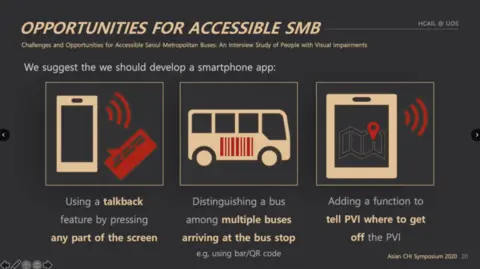 OPPORTUNITIES FOR ACCESSIBLE SMB
HCAIL @ UOS
Challenges and Opportunities for Accessible Seoul Metropolitan Buses: An Interview Study of People with Visual Impairments
We suggest the we should develop a smartphone app:
Using a talkback
feature by pressing
any part of the screen
Distinguishing a bus
among multiple buses
arriving at the bus stop
e.g, using bar/QR code
Adding a function to
tell PVI where to get
off the PVI
Asian CHI Symposium 2020 20